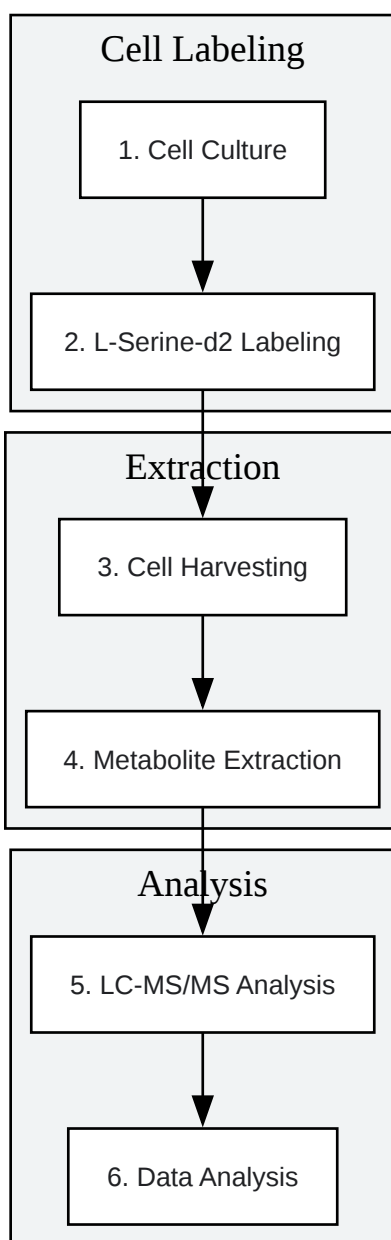 Cell Labeling
1. Cell Culture
2. L-Serine-d2 Labeling
Extraction
3. Cell Harvesting
4. Metabolite Extraction
Analysis
5. LC-MS/MS Analysis
6. Data Analysis